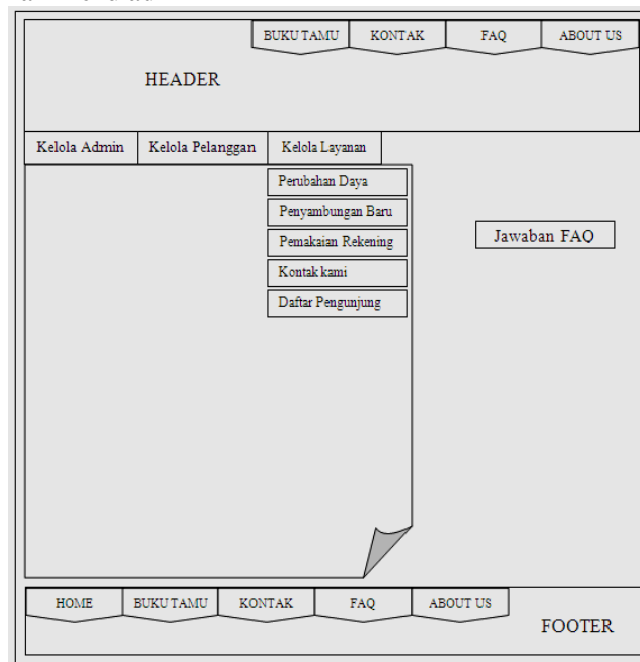 BUKU TAMU
KONTAK
FAQ
ABOUT US
HEADER
Kelola Admin
Kelola Pelanggan
Kelola Layanan
Perubahan Daya
Penyambungan Baru
Pemakaian Rekening
Kontak kami
Daftar Pengunjung
Jawaban FAQ
HOME
BUKU TAMU
KONTAK
FAQ
ABOUT US
FOOTER